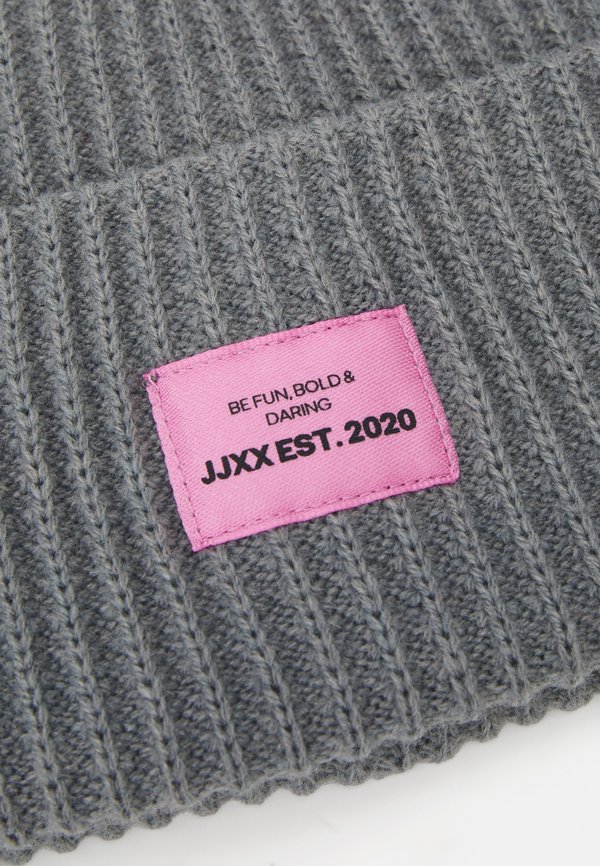 BE FUN, BOLD &
DARING
JJXX EST. 2020